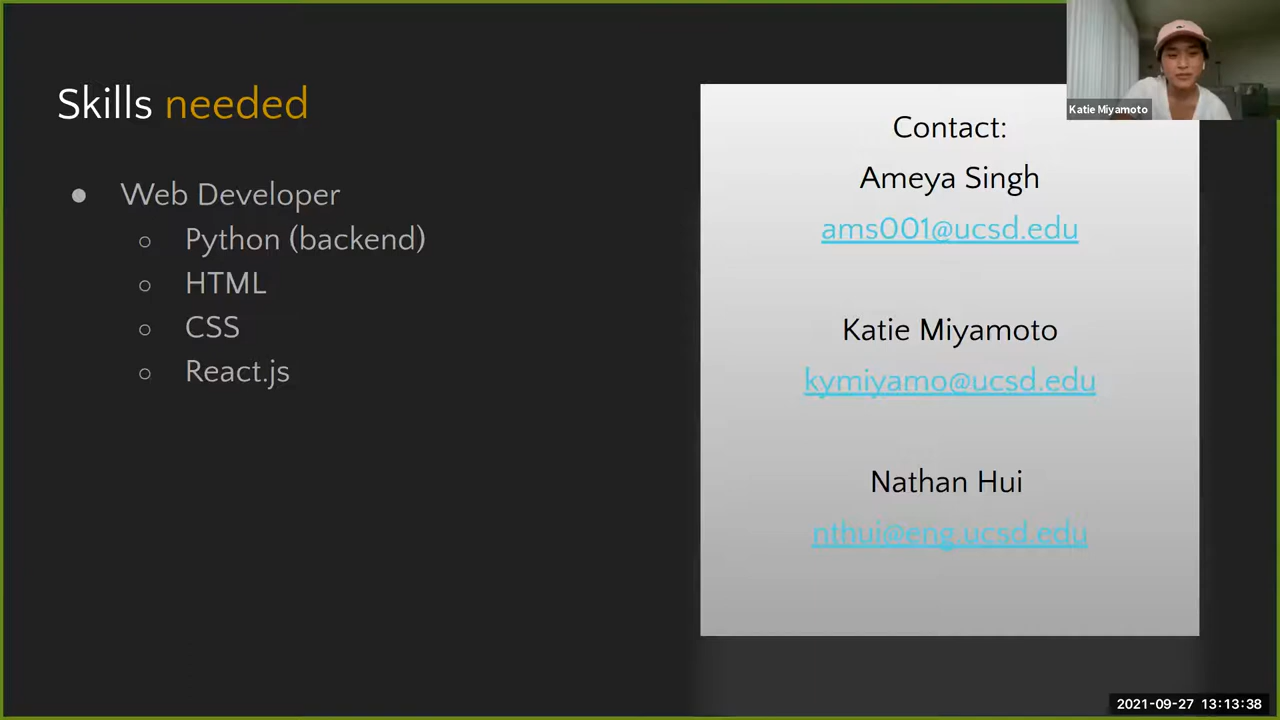 Skills needed
● Web Developer
○ Python (backend)
○ HTML
○ CSS
○ React.js
Contact:
Ameya Singh
ams001@ucsd.edu
Katie Miyamoto
kymiyamo@ucsd.edu
Nathan Hui
nthui@eng.ucsd.edu
Katie Miyamoto
2021-09-27 13:13:38